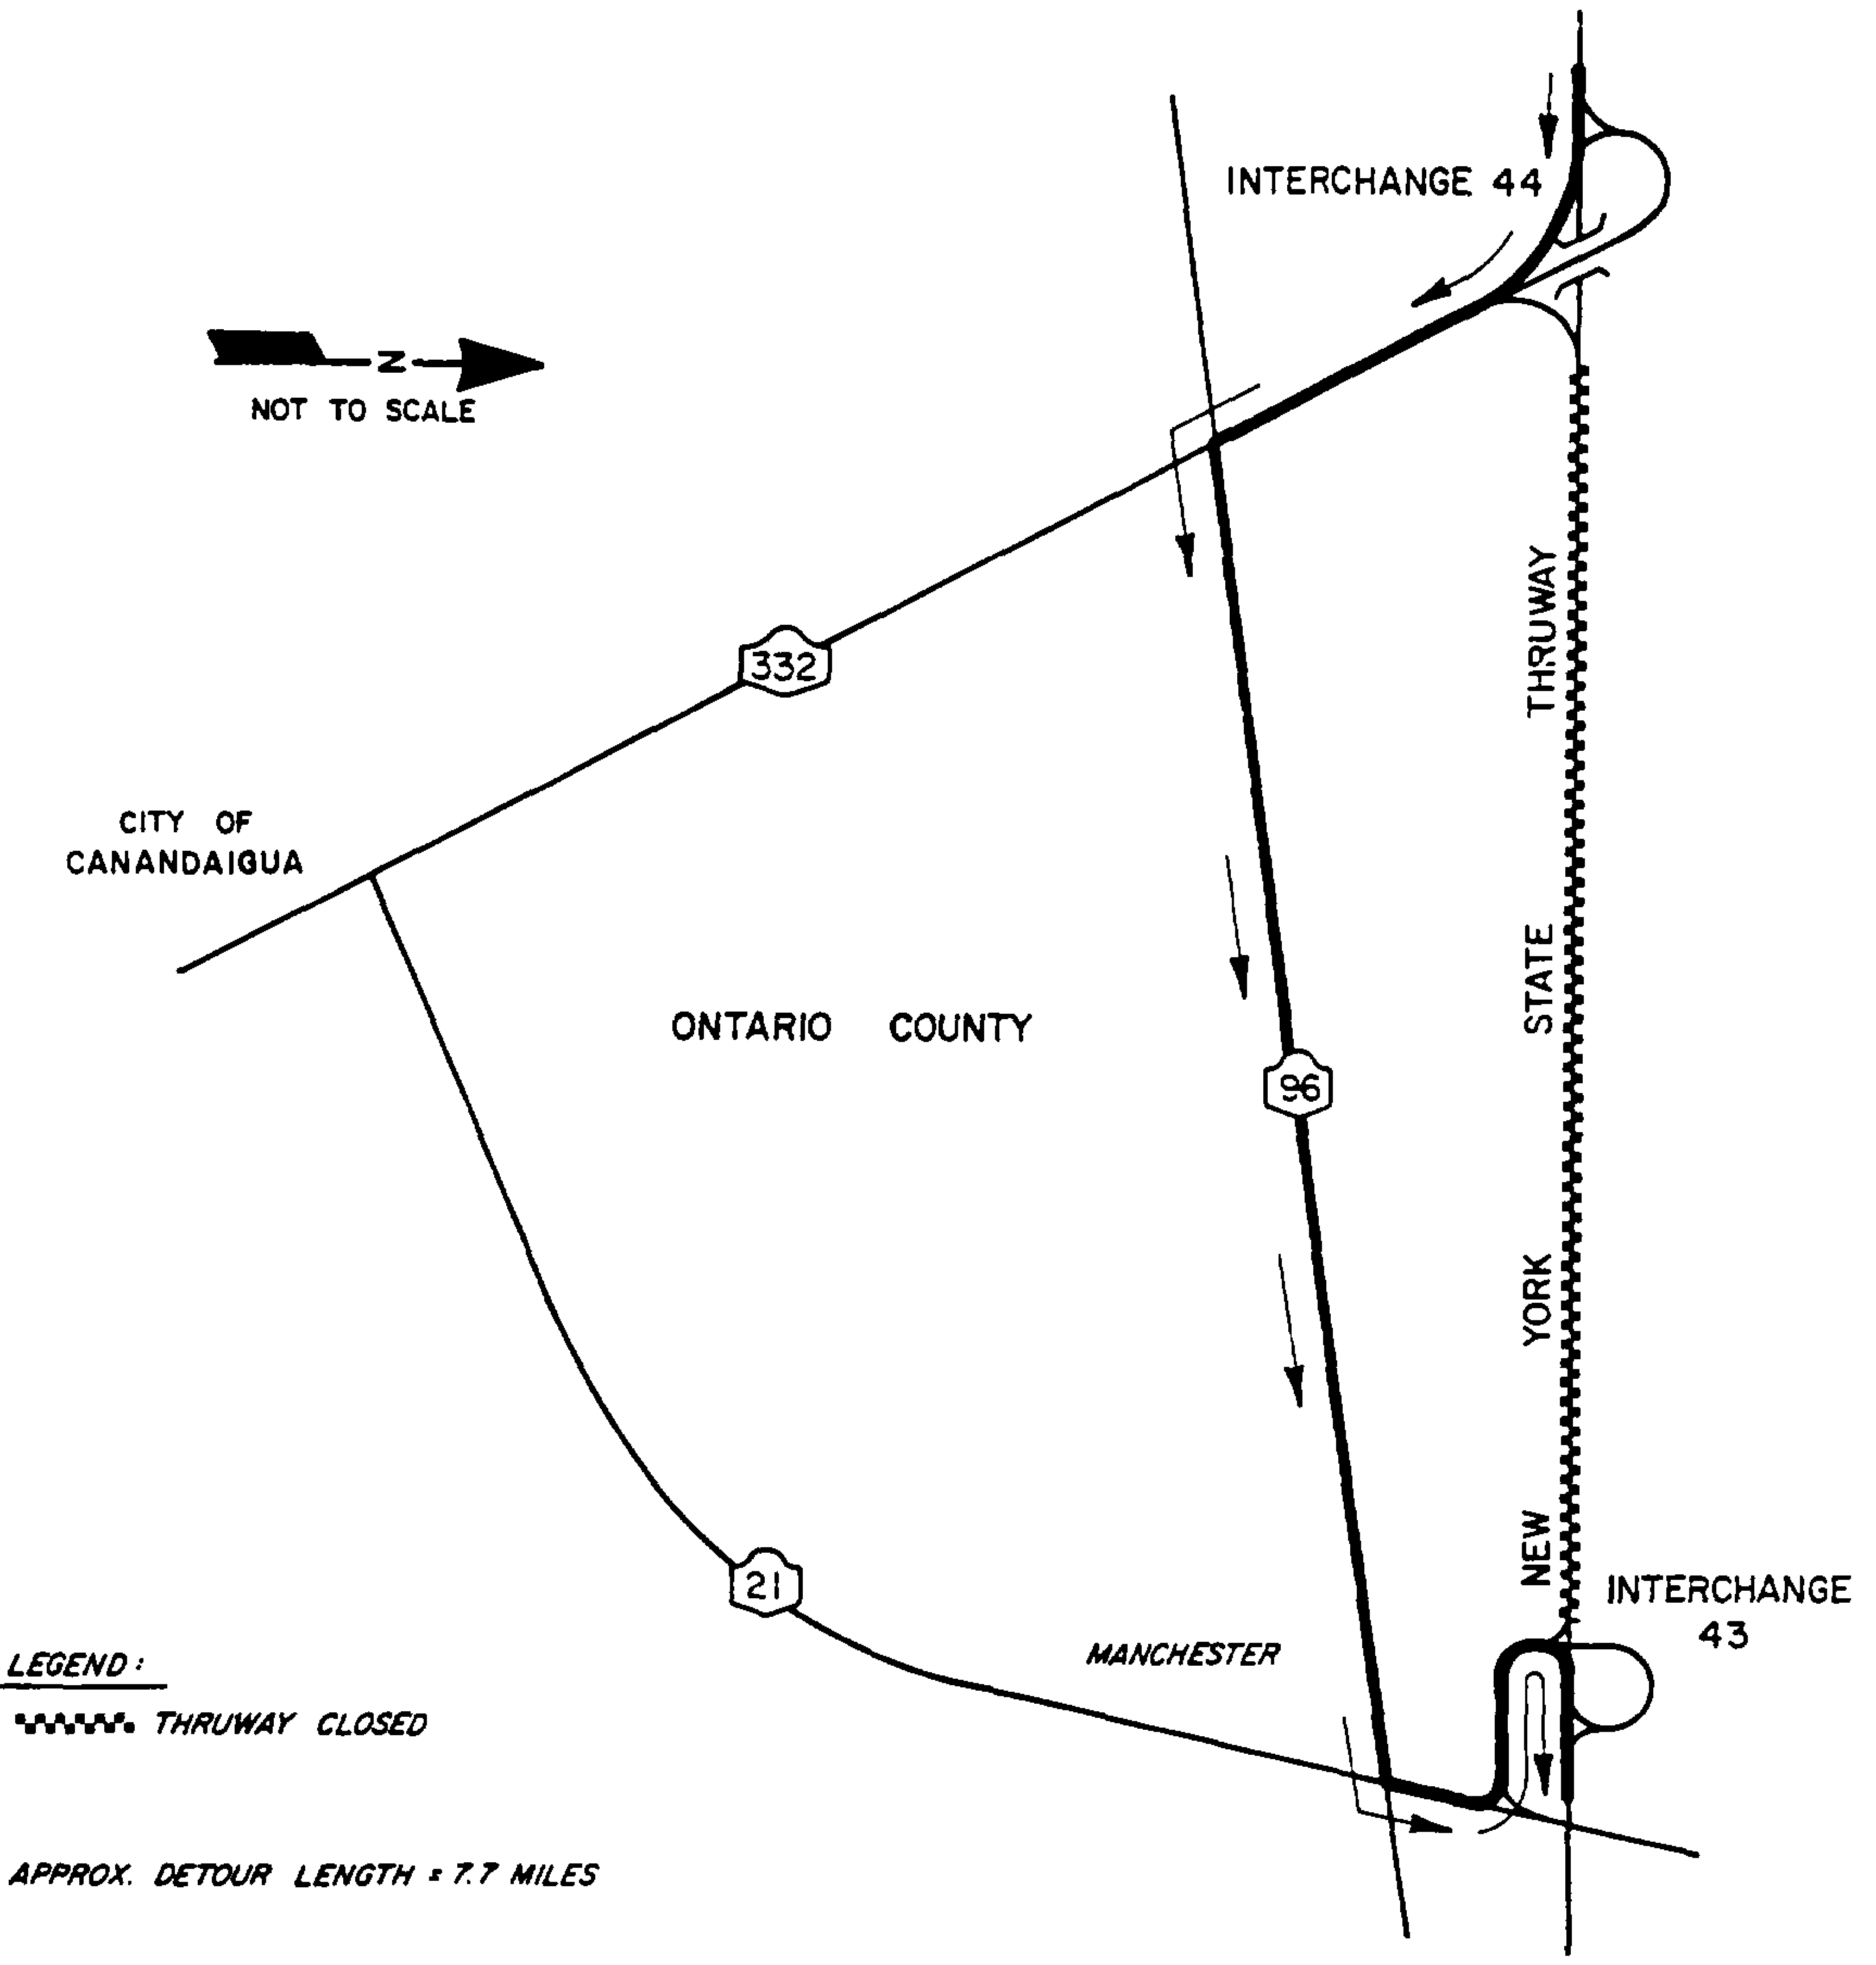 INTERCHANGE 44
N
NOT TO SCALE
332
CITY OF
CANANDAIGUA
ONTARIO COUNTY
96
NEW YORK STATE THRUWAY
21
MANCHESTER
INTERCHANGE
43
LEGEND:
THRUWAY CLOSED
APPROX. DETOUR LENGTH = 7.7 MILES